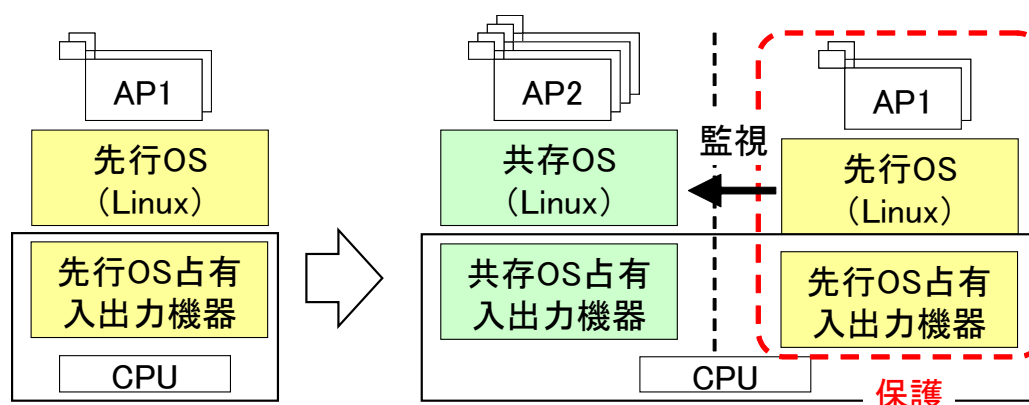 AP1
先行OS
（Linux）
先行OS占有
入出力機器
CPU
AP2
共存OS
（Linux）
共存OS占有
入出力機器
監視
AP1
先行OS
（Linux）
先行OS占有
入出力機器
CPU
保護